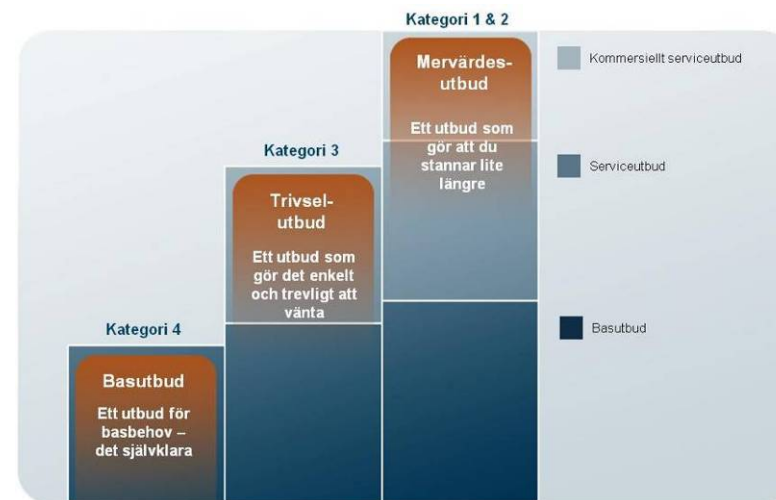 Kategori 1 & 2
Mervärdes-
utbud
Ett utbud som
gör att du
stannar lite
längre
Kategori 3
Trivsel-
utbud
Ett utbud som
gör det enkelt
och trevligt att
vänta
Kategori 4
Basutbud
Ett utbud för
basbehov –
det självklara
Kommersiellt serviceutbud
Serviceutbud
Basutbud